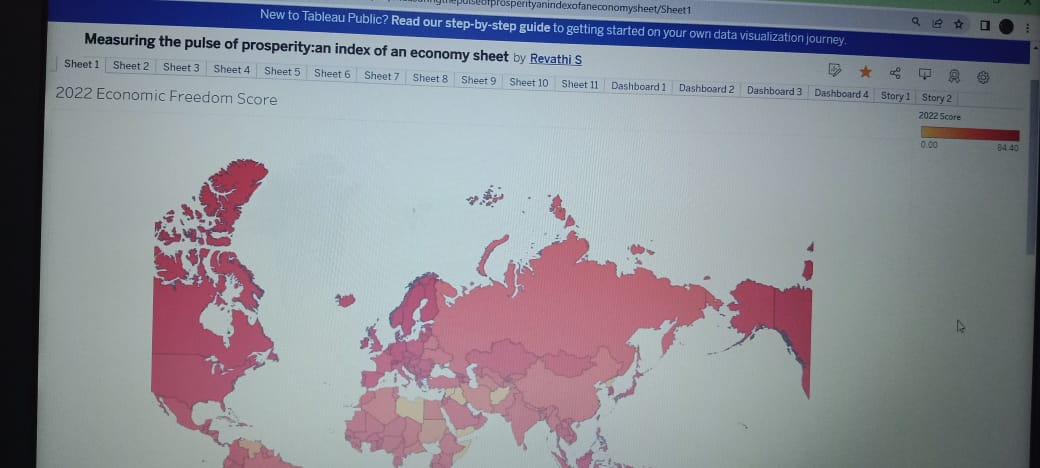 prosperityanindexofaneconomysheet/Sheet1
New to Tableau Public? Read our step-by-step guide to getting started on your own data visualization journey.
Measuring the pulse of prosperity:an index of an economy sheet by Revathi S
Sheet 1 Sheet 2 Sheet 3 Sheet 4 Sheet 5 Sheet 6 Sheet 7 Sheet 8 Sheet 9 Sheet 10 Sheet 11 Dashboard 1 Dashboard 2 Dashboard 3 Dashboard 4 Story 1 Story 2
2022 Economic Freedom Score
2022 Score
0.00 84.40